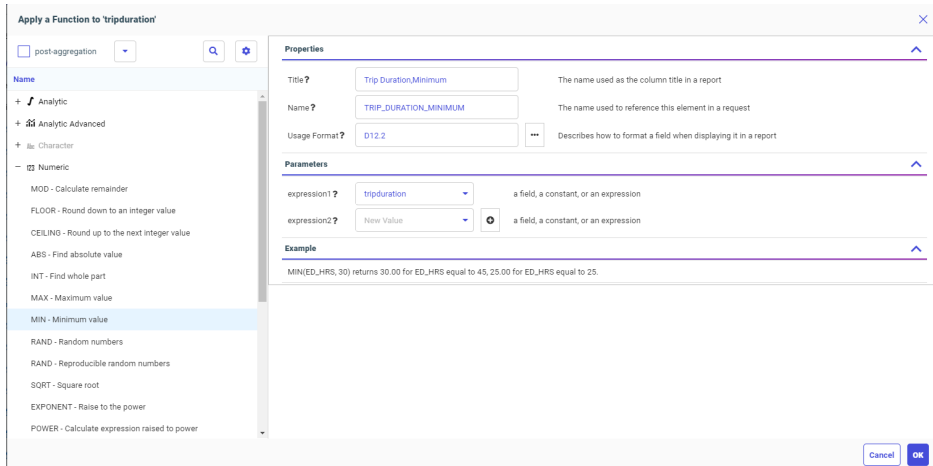 Apply a Function to 'tripduration'
post-aggregation
Name
+ Analytic
+ Analytic Advanced
+ Character
− Numeric
MOD - Calculate remainder
FLOOR - Round down to an integer value
CEILING - Round up to the next integer value
ABS - Find absolute value
INT - Find whole part
MAX - Maximum value
MIN - Minimum value
RAND - Random numbers
RAND - Reproducible random numbers
SQRT - Square root
EXPONENT - Raise to the power
POWER - Calculate expression raised to power
Properties
Title? Trip Duration,Minimum The name used as the column title in a report
Name? TRIP_DURATION_MINIMUM The name used to reference this element in a request
Usage Format? D12.2 ... Describes how to format a field when displaying it in a report
Parameters
expression1? tripduration a field, a constant, or an expression
expression2? New Value a field, a constant, or an expression
Example
MIN(ED_HRS, 30) returns 30.00 for ED_HRS equal to 45, 25.00 for ED_HRS equal to 25.
Cancel OK